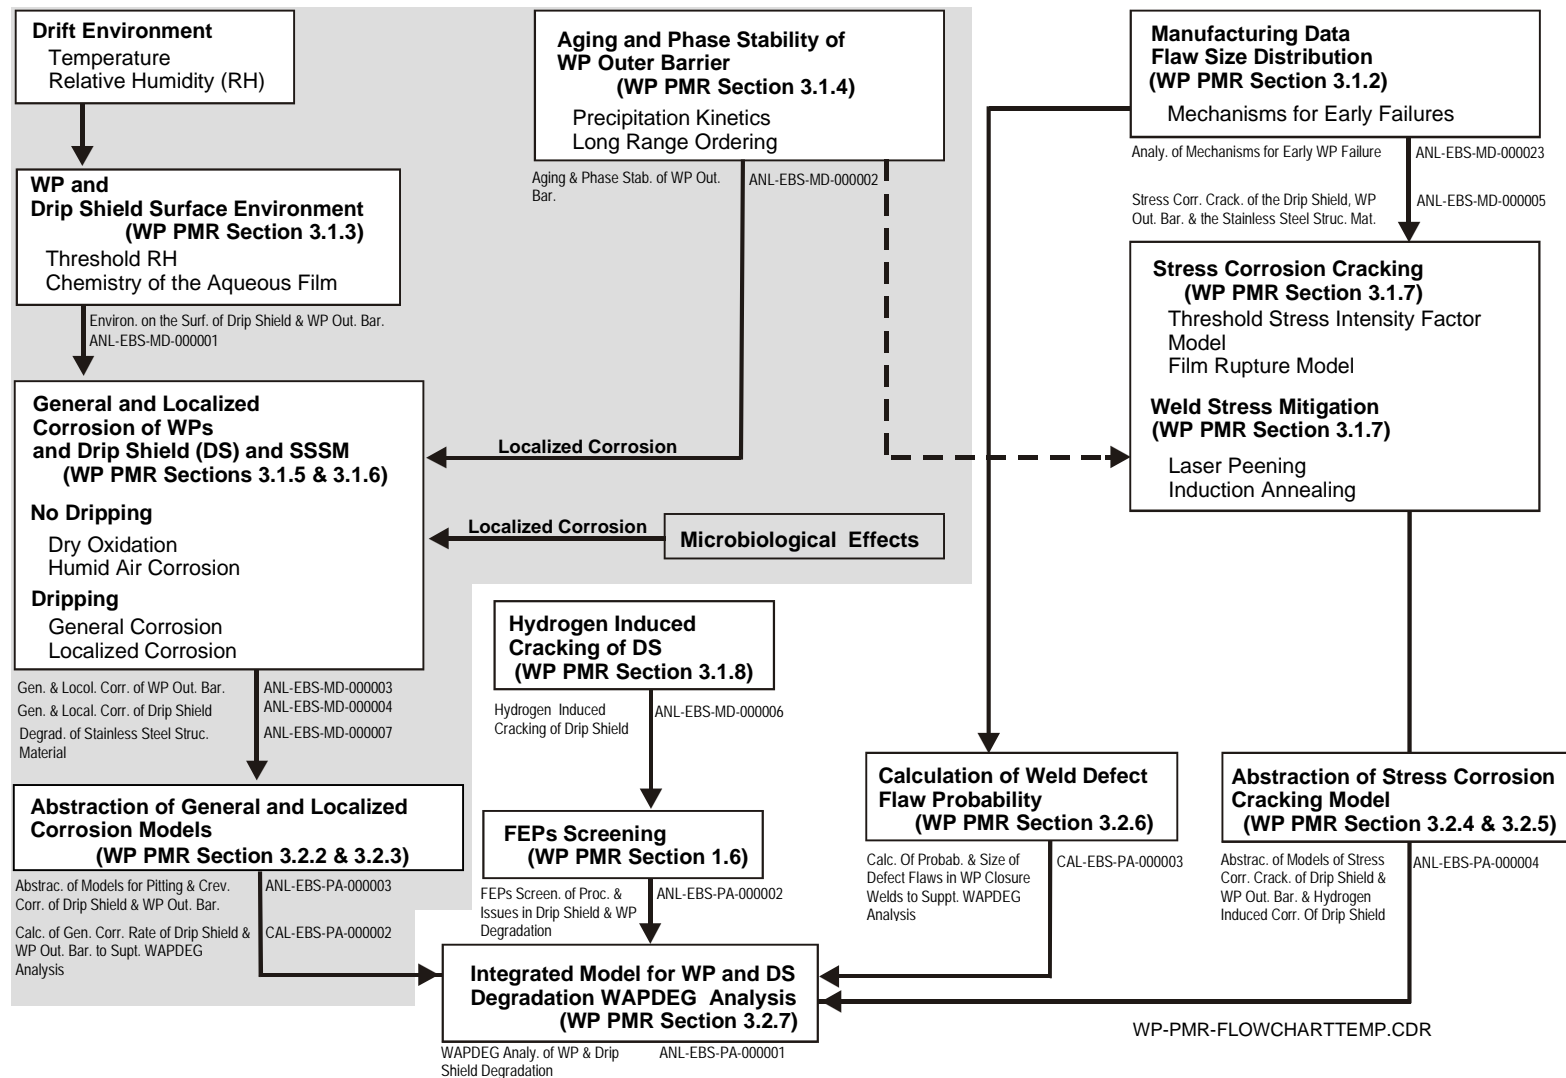 Drift Environment
Temperature
Relative Humidity (RH)
WP and
Drip Shield Surface Environment
(WP PMR Section 3.1.3)
Threshold RH
Chemistry of the Aqueous Film
Environ. on the Surf. of Drip Shield & WP Out. Bar.
ANL-EBS-MD-000001
General and Localized
Corrosion of WPs
and Drip Shield (DS) and SSSM
(WP PMR Sections 3.1.5 & 3.1.6)
No Dripping
Dry Oxidation
Humid Air Corrosion
Dripping
General Corrosion
Localized Corrosion
Gen. & Locol. Corr. of WP Out. Bar. ANL-EBS-MD-000003
Gen. & Local. Corr. of Drip Shield ANL-EBS-MD-000004
Degrad. of Stainless Steel Struc. ANL-EBS-MD-000007
Material
Abstraction of General and Localized
Corrosion Models
(WP PMR Section 3.2.2 & 3.2.3)
Abstrac. of Models for Pitting & Crev. ANL-EBS-PA-000003
Corr. of Drip Shield & WP Out. Bar.
Calc. of Gen. Corr. Rate of Drip Shield & CAL-EBS-PA-000002
WP Out. Bar. to Supt. WAPDEG
Analysis
Aging and Phase Stability of
WP Outer Barrier
(WP PMR Section 3.1.4)
Precipitation Kinetics
Long Range Ordering
Aging & Phase Stab. of WP Out. ANL-EBS-MD-000002
Bar.
Localized Corrosion
Localized Corrosion
Microbiological Effects
Hydrogen Induced
Cracking of DS
(WP PMR Section 3.1.8)
Hydrogen Induced ANL-EBS-MD-000006
Cracking of Drip Shield
FEPs Screening
(WP PMR Section 1.6)
FEPs Screen. of Proc. & ANL-EBS-PA-000002
Issues in Drip Shield & WP
Degradation
Integrated Model for WP and DS
Degradation WAPDEG Analysis
(WP PMR Section 3.2.7)
WAPDEG Analy. of WP & Drip ANL-EBS-PA-000001
Shield Degradation
Manufacturing Data
Flaw Size Distribution
(WP PMR Section 3.1.2)
Mechanisms for Early Failures
Analy. of Mechanisms for Early WP Failure ANL-EBS-MD-000023
Stress Corr. Crack. of the Drip Shield, WP ANL-EBS-MD-000005
Out. Bar. & the Stainless Steel Struc. Mat.
Stress Corrosion Cracking
(WP PMR Section 3.1.7)
Threshold Stress Intensity Factor
Model
Film Rupture Model
Weld Stress Mitigation
(WP PMR Section 3.1.7)
Laser Peening
Induction Annealing
Calculation of Weld Defect
Flaw Probability
(WP PMR Section 3.2.6)
Calc. Of Probab. & Size of CAL-EBS-PA-000003
Defect Flaws in WP Closure
Welds to Suppt. WAPDEG
Analysis
Abstraction of Stress Corrosion
Cracking Model
(WP PMR Section 3.2.4 & 3.2.5)
Abstrac. of Models of Stress ANL-EBS-PA-000004
Corr. Crack. of Drip Shield &
WP Out. Bar. & Hydrogen
Induced Corr. Of Drip Shield
WP-PMR-FLOWCHARTTEMP.CDR